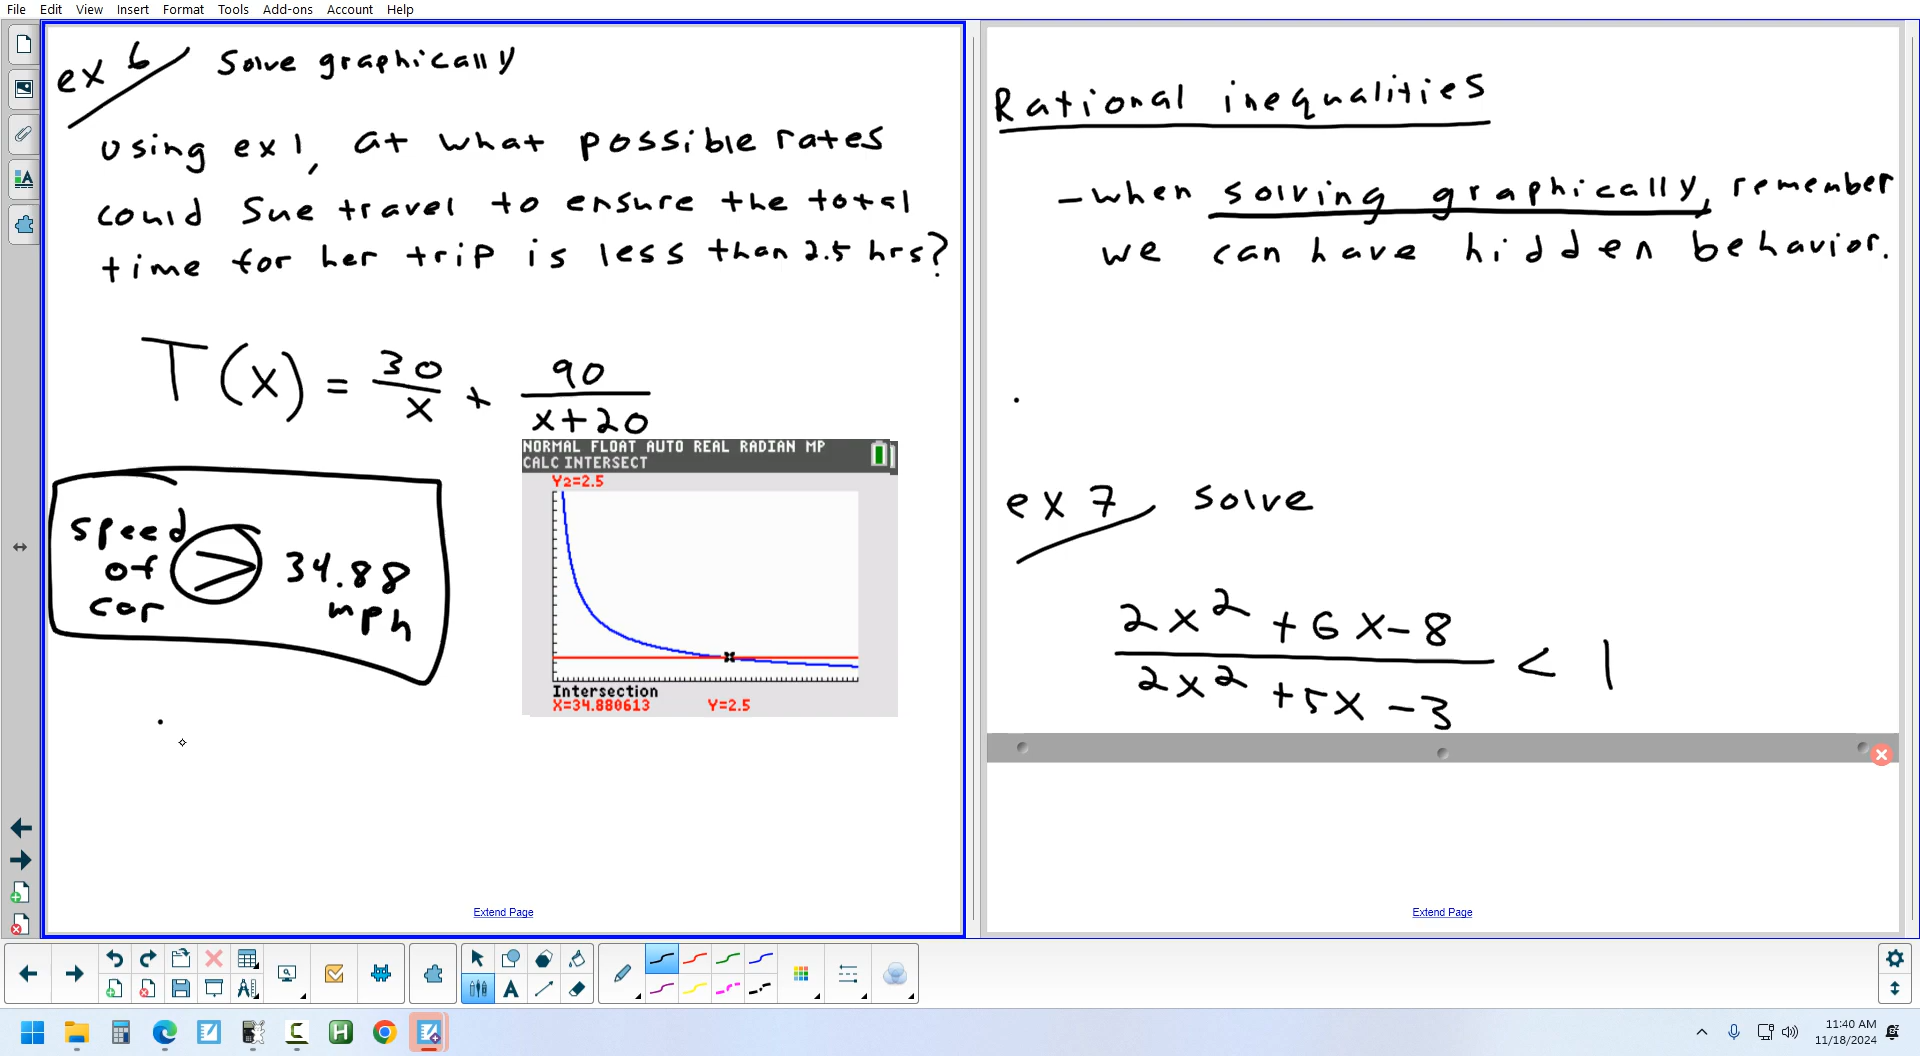 File Edit View Insert Format Tools Add-ons Account Help
ex 6 Solve graphically
Using ex 1, at what possible rates
could Sue travel to ensure the total
time for her trip is less than 2.5 hrs?
T(x) = 30/x + 90/(x+20)
NORMAL FLOAT AUTO REAL RADIAN MP
CALC INTERSECT
Y2=2.5
Intersection
X=34.880613 Y=2.5
speed
of > 34.88
car mph
Extend Page
Rational inequalities
- when solving graphically, remember
we can have hidden behavior.
ex 7 Solve
(2x² + 6x - 8)/(2x² + 5x - 3) < 1
Extend Page
11:40 AM
11/18/2024